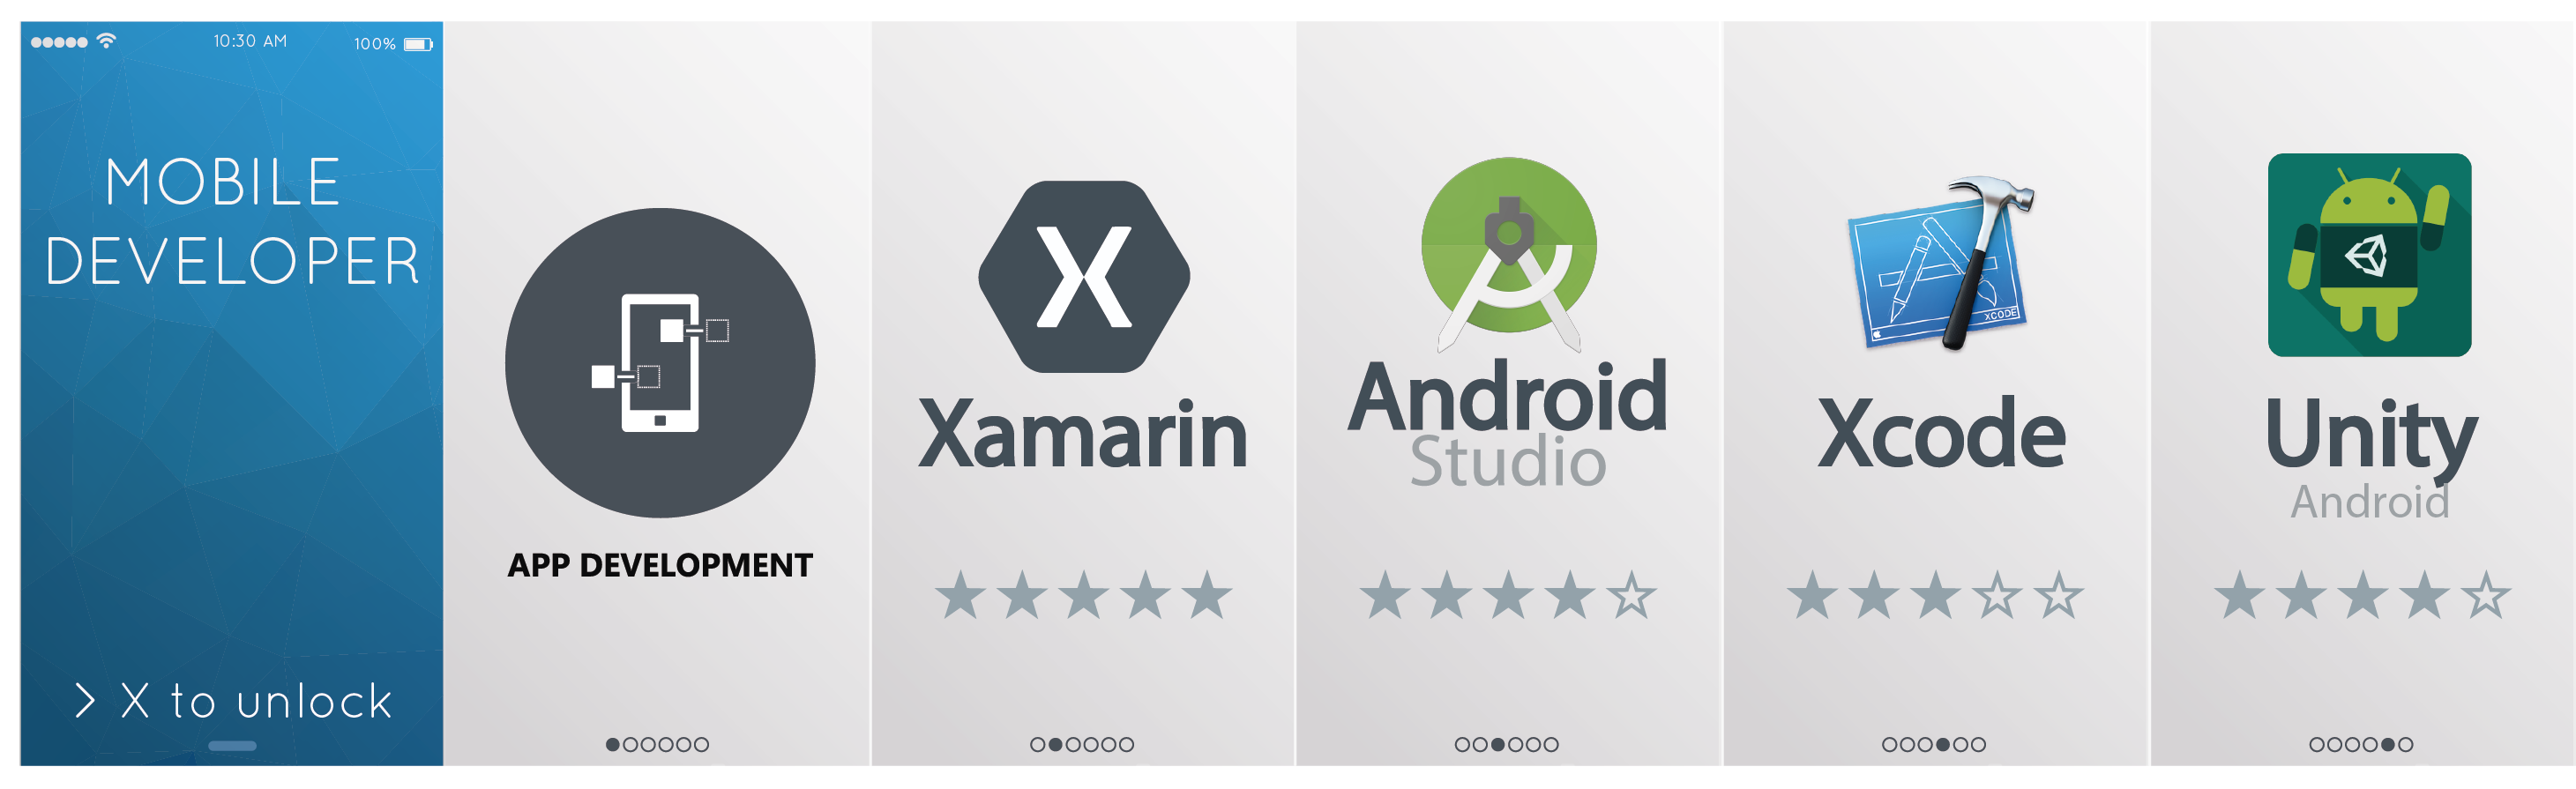 10:30 AM
100%
MOBILE
DEVELOPER
> X to unlock
APP DEVELOPMENT
X
Xamarin
Android
Studio
XCODE
Xcode
Unity
Android